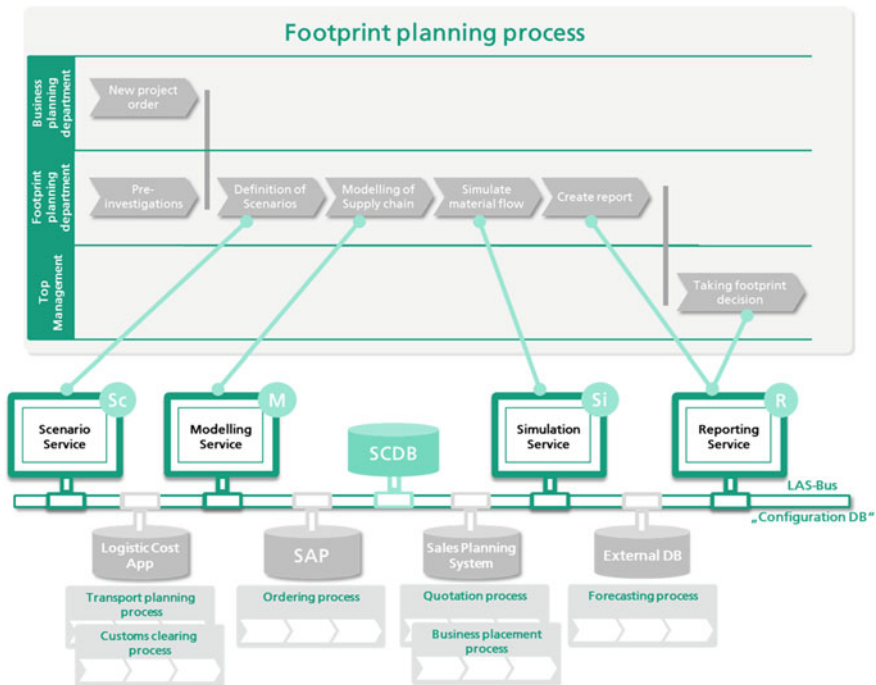 Footprint planning process
Business
planning
department
New project
order
Footprint
planning
department
Pre-
investigations
Definition of
Scenarios
Modelling of
Supply chain
Simulate
material flow
Create report
Top
Management
Taking footprint
decision
Sc
Scenario
Service
M
Modelling
Service
SCDB
Si
Simulation
Service
R
Reporting
Service
LAS-Bus
„Configuration DB“
Logistic Cost
App
SAP
Sales Planning
System
External DB
Transport planning
process
Customs clearing
process
Ordering process
Quotation process
Business placement
process
Forecasting process